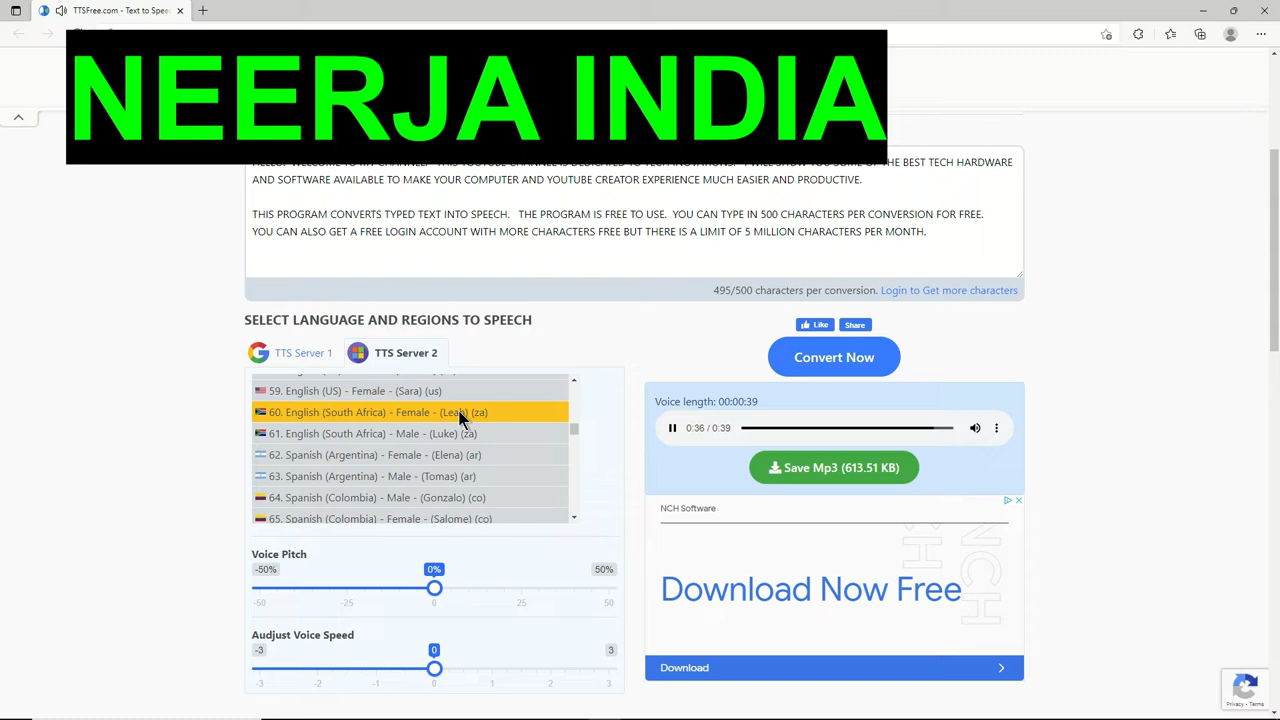 TTSFree.com - Text to Spee
NEERJA INDIA
HELLO. WELCOME TO MY CHANNEL. THIS YOUTUBE CHANNEL IS DEDICATED TO TECH INNOVATIONS. I WILL SHOW YOU SOME OF THE BEST TECH HARDWARE
AND SOFTWARE AVAILABLE TO MAKE YOUR COMPUTER AND YOUTUBE CREATOR EXPERIENCE MUCH EASIER AND PRODUCTIVE.
THIS PROGRAM CONVERTS TYPED TEXT INTO SPEECH. THE PROGRAM IS FREE TO USE. YOU CAN TYPE IN 500 CHARACTERS PER CONVERSION FOR FREE.
YOU CAN ALSO GET A FREE LOGIN ACCOUNT WITH MORE CHARACTERS FREE BUT THERE IS A LIMIT OF 5 MILLION CHARACTERS PER MONTH.
495/500 characters per conversion. Login to Get more characters
SELECT LANGUAGE AND REGIONS TO SPEECH
Like Share
TTS Server 1 TTS Server 2
Convert Now
59. English (US) - Female - (Sara) (us)
60. English (South Africa) - Female - (Leah) (za)
61. English (South Africa) - Male - (Luke) (za)
62. Spanish (Argentina) - Female - (Elena) (ar)
63. Spanish (Argentina) - Male - (Tomas) (ar)
64. Spanish (Colombia) - Male - (Gonzalo) (co)
65. Spanish (Colombia) - Female - (Salome) (co)
Voice length: 00:00:39
0:36 / 0:39
Save Mp3 (613.51 KB)
NCH Software
Download Now Free
Download
Voice Pitch
-50% 0% 50%
-50 -25 0 25 50
Audjust Voice Speed
-3 0 3
-3 -2 -1 0 1 2 3
Privacy - Terms